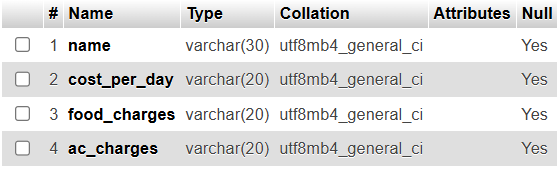 # Name Type Collation Attributes Null
1 name varchar(30) utf8mb4_general_ci Yes
2 cost_per_day varchar(20) utf8mb4_general_ci Yes
3 food_charges varchar(20) utf8mb4_general_ci Yes
4 ac_charges varchar(20) utf8mb4_general_ci Yes